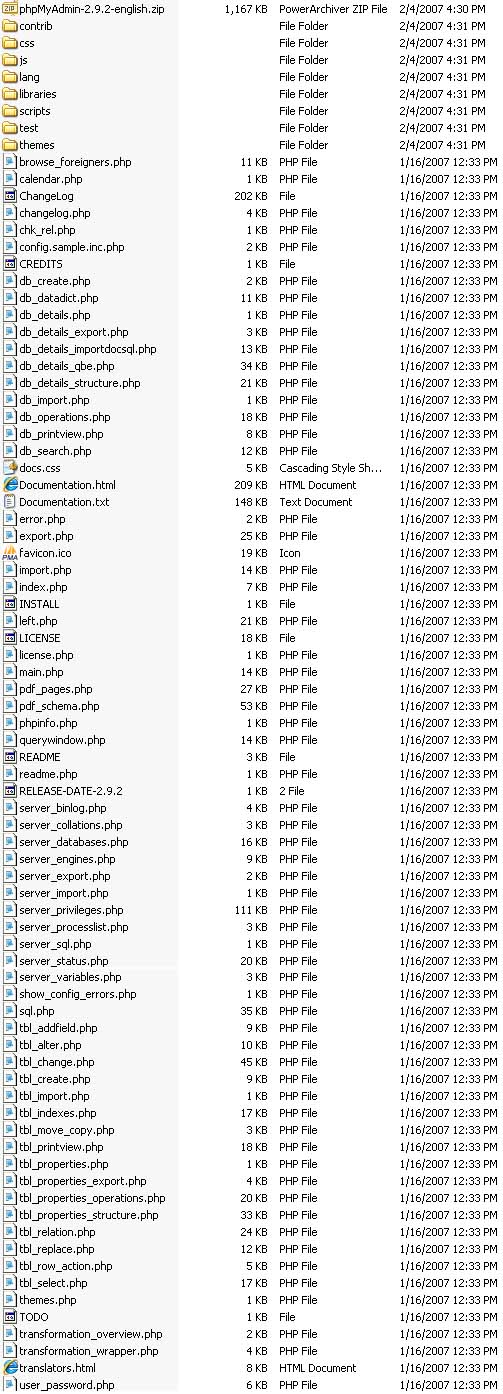 phpMyAdmin-2.9.2-english.zip 1,167 KB PowerArchiver ZIP File 2/4/2007 4:30 PM
contrib File Folder 2/4/2007 4:31 PM
css File Folder 2/4/2007 4:31 PM
js File Folder 2/4/2007 4:31 PM
lang File Folder 2/4/2007 4:31 PM
libraries File Folder 2/4/2007 4:31 PM
scripts File Folder 2/4/2007 4:31 PM
test File Folder 2/4/2007 4:31 PM
themes File Folder 2/4/2007 4:31 PM
browse_foreigners.php 11 KB PHP File 1/16/2007 12:33 PM
calendar.php 1 KB PHP File 1/16/2007 12:33 PM
ChangeLog 202 KB File 1/16/2007 12:33 PM
changelog.php 4 KB PHP File 1/16/2007 12:33 PM
chk_rel.php 1 KB PHP File 1/16/2007 12:33 PM
config.sample.inc.php 2 KB PHP File 1/16/2007 12:33 PM
CREDITS 1 KB File 1/16/2007 12:33 PM
db_create.php 2 KB PHP File 1/16/2007 12:33 PM
db_datadict.php 11 KB PHP File 1/16/2007 12:33 PM
db_details.php 1 KB PHP File 1/16/2007 12:33 PM
db_details_export.php 3 KB PHP File 1/16/2007 12:33 PM
db_details_importdocsql.php 13 KB PHP File 1/16/2007 12:33 PM
db_details_qbe.php 34 KB PHP File 1/16/2007 12:33 PM
db_details_structure.php 21 KB PHP File 1/16/2007 12:33 PM
db_import.php 1 KB PHP File 1/16/2007 12:33 PM
db_operations.php 18 KB PHP File 1/16/2007 12:33 PM
db_printview.php 8 KB PHP File 1/16/2007 12:33 PM
db_search.php 12 KB PHP File 1/16/2007 12:33 PM
docs.css 5 KB Cascading Style Sh... 1/16/2007 12:33 PM
Documentation.html 209 KB HTML Document 1/16/2007 12:33 PM
Documentation.txt 148 KB Text Document 1/16/2007 12:33 PM
error.php 2 KB PHP File 1/16/2007 12:33 PM
export.php 25 KB PHP File 1/16/2007 12:33 PM
PMA favicon.ico 19 KB Icon 1/16/2007 12:33 PM
import.php 14 KB PHP File 1/16/2007 12:33 PM
index.php 7 KB PHP File 1/16/2007 12:33 PM
INSTALL 1 KB File 1/16/2007 12:33 PM
left.php 21 KB PHP File 1/16/2007 12:33 PM
LICENSE 18 KB File 1/16/2007 12:33 PM
license.php 1 KB PHP File 1/16/2007 12:33 PM
main.php 14 KB PHP File 1/16/2007 12:33 PM
pdf_pages.php 27 KB PHP File 1/16/2007 12:33 PM
pdf_schema.php 53 KB PHP File 1/16/2007 12:33 PM
phpinfo.php 1 KB PHP File 1/16/2007 12:33 PM
querywindow.php 14 KB PHP File 1/16/2007 12:33 PM
README 3 KB File 1/16/2007 12:33 PM
readme.php 1 KB PHP File 1/16/2007 12:33 PM
RELEASE-DATE-2.9.2 1 KB 2 File 1/16/2007 12:33 PM
server_binlog.php 4 KB PHP File 1/16/2007 12:33 PM
server_collations.php 3 KB PHP File 1/16/2007 12:33 PM
server_databases.php 16 KB PHP File 1/16/2007 12:33 PM
server_engines.php 9 KB PHP File 1/16/2007 12:33 PM
server_export.php 2 KB PHP File 1/16/2007 12:33 PM
server_import.php 1 KB PHP File 1/16/2007 12:33 PM
server_privileges.php 111 KB PHP File 1/16/2007 12:33 PM
server_processlist.php 3 KB PHP File 1/16/2007 12:33 PM
server_sql.php 1 KB PHP File 1/16/2007 12:33 PM
server_status.php 20 KB PHP File 1/16/2007 12:33 PM
server_variables.php 3 KB PHP File 1/16/2007 12:33 PM
show_config_errors.php 1 KB PHP File 1/16/2007 12:33 PM
sql.php 35 KB PHP File 1/16/2007 12:33 PM
tbl_addfield.php 9 KB PHP File 1/16/2007 12:33 PM
tbl_alter.php 10 KB PHP File 1/16/2007 12:33 PM
tbl_change.php 45 KB PHP File 1/16/2007 12:33 PM
tbl_create.php 9 KB PHP File 1/16/2007 12:33 PM
tbl_import.php 1 KB PHP File 1/16/2007 12:33 PM
tbl_indexes.php 17 KB PHP File 1/16/2007 12:33 PM
tbl_move_copy.php 3 KB PHP File 1/16/2007 12:33 PM
tbl_printview.php 18 KB PHP File 1/16/2007 12:33 PM
tbl_properties.php 1 KB PHP File 1/16/2007 12:33 PM
tbl_properties_export.php 4 KB PHP File 1/16/2007 12:33 PM
tbl_properties_operations.php 20 KB PHP File 1/16/2007 12:33 PM
tbl_properties_structure.php 33 KB PHP File 1/16/2007 12:33 PM
tbl_relation.php 24 KB PHP File 1/16/2007 12:33 PM
tbl_replace.php 12 KB PHP File 1/16/2007 12:33 PM
tbl_row_action.php 5 KB PHP File 1/16/2007 12:33 PM
tbl_select.php 17 KB PHP File 1/16/2007 12:33 PM
themes.php 1 KB PHP File 1/16/2007 12:33 PM
TODO 1 KB File 1/16/2007 12:33 PM
transformation_overview.php 2 KB PHP File 1/16/2007 12:33 PM
transformation_wrapper.php 4 KB PHP File 1/16/2007 12:33 PM
translators.html 8 KB HTML Document 1/16/2007 12:33 PM
user_password.php 6 KB PHP File 1/16/2007 12:33 PM